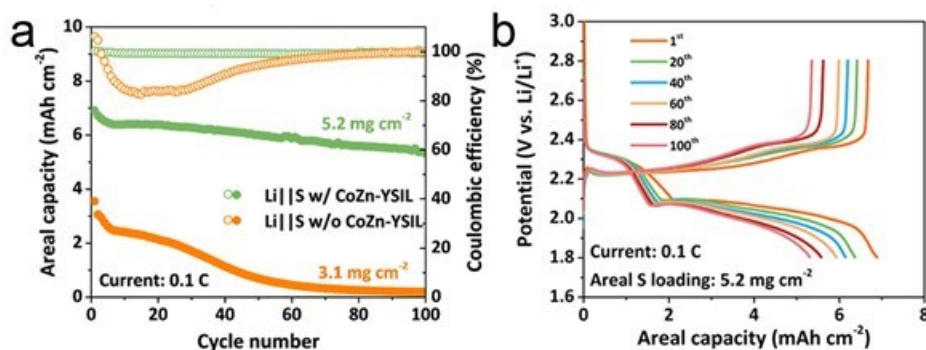 a
Areal capacity (mAh cm⁻²)
10
8
6
4
2
0
5.2 mg cm⁻²
Li||S w/ CoZn-YSIL
Li||S w/o CoZn-YSIL
Current: 0.1 C
3.1 mg cm⁻²
0 20 40 60 80 100
Cycle number
100
80
60
40
20
0
Coulombic efficiency (%)
b
Potential (V vs. Li/Li⁺)
3.0
2.8
2.6
2.4
2.2
2.0
1.8
1.6
1ˢᵗ
20ᵗʰ
40ᵗʰ
60ᵗʰ
80ᵗʰ
100ᵗʰ
Current: 0.1 C
Areal S loading: 5.2 mg cm⁻²
0 2 4 6 8
Areal capacity (mAh cm⁻²)